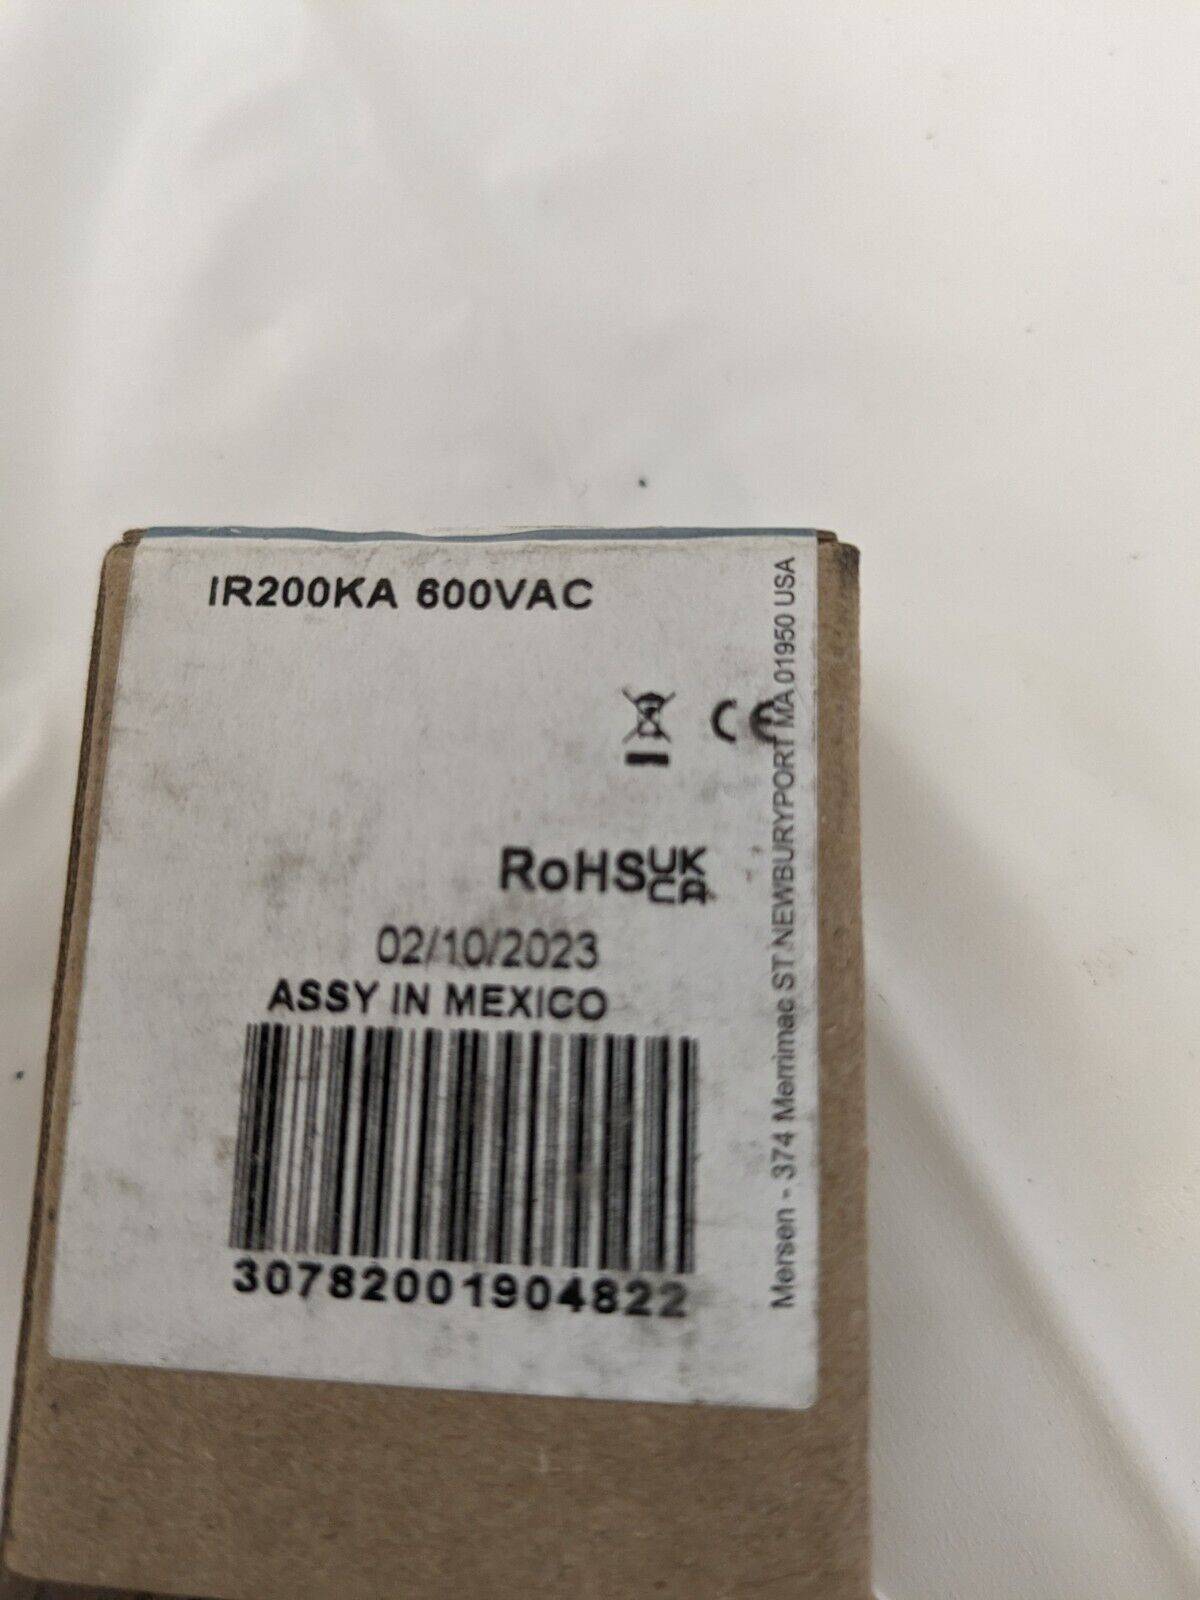 IR200KA 600VAC
CE
RoHS UK CA
02/10/2023
ASSY IN MEXICO
30782001904822
Mersen - 374 Merrimac ST.NEWBURYPORT MA 01950 USA